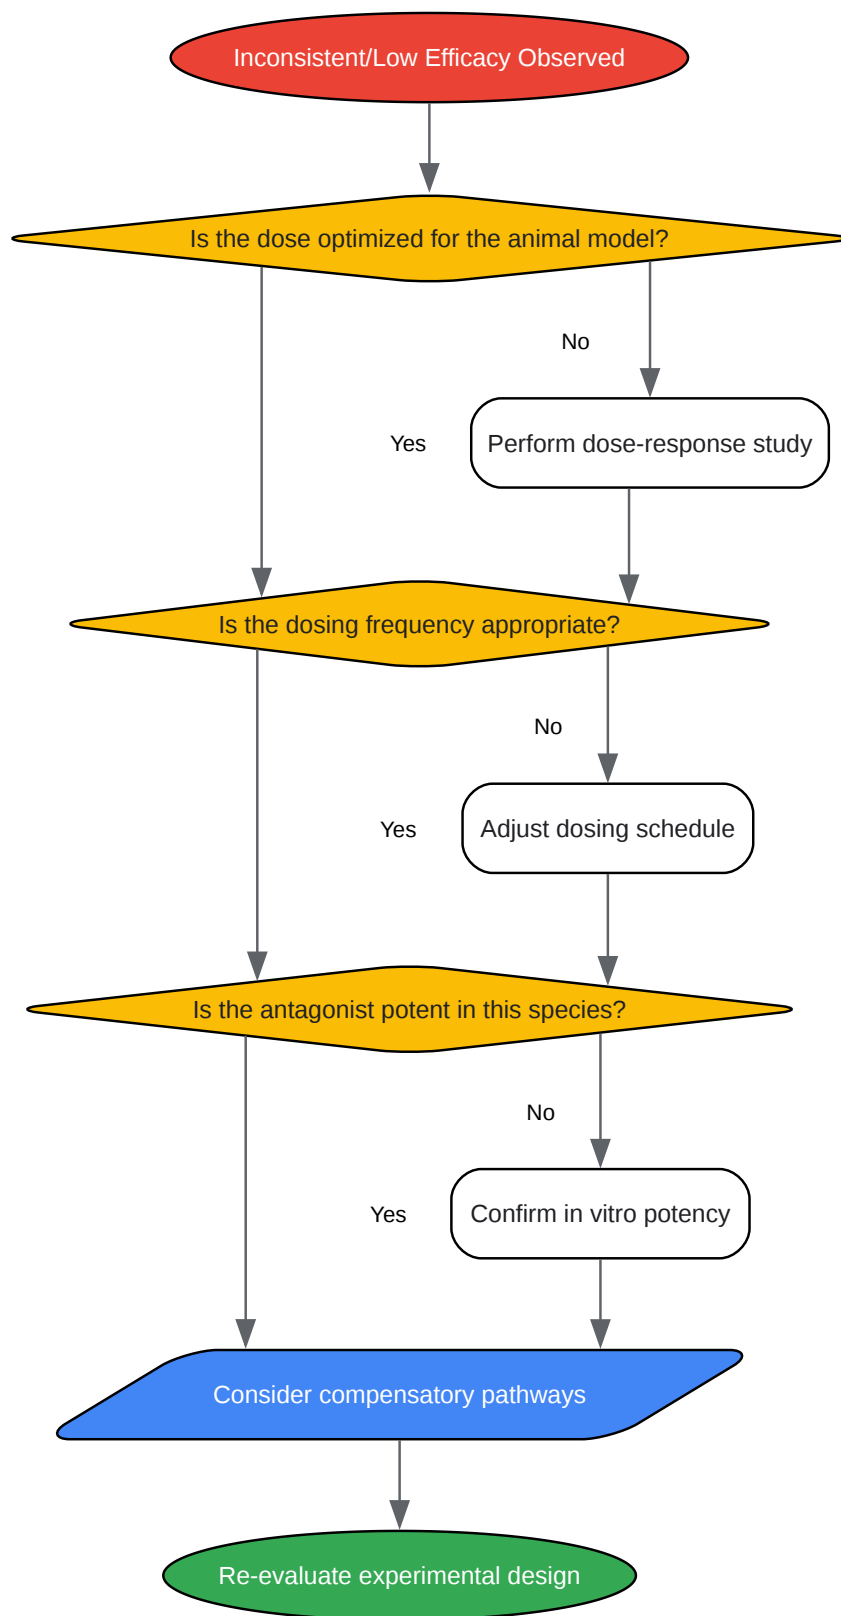 Inconsistent/Low Efficacy Observed
Is the dose optimized for the animal model?
No
Yes
Perform dose-response study
Is the dosing frequency appropriate?
No
Yes
Adjust dosing schedule
Is the antagonist potent in this species?
No
Yes
Confirm in vitro potency
Consider compensatory pathways
Re-evaluate experimental design